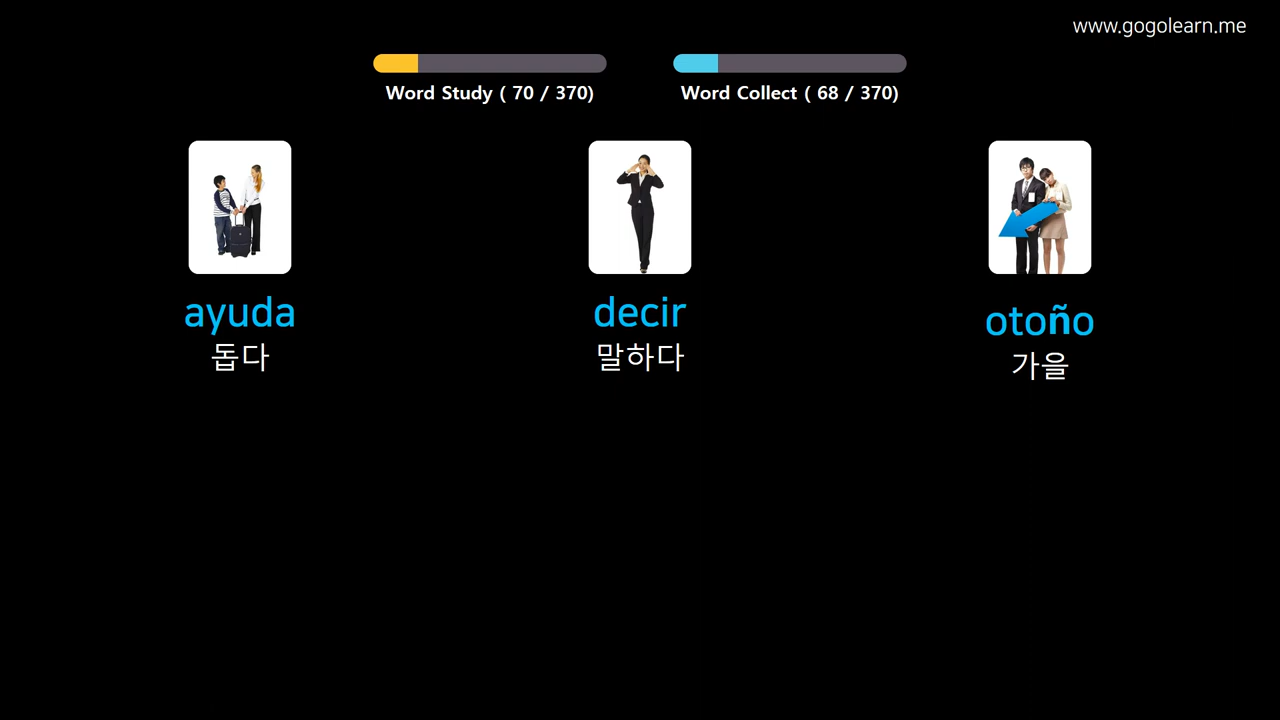 www.gogolearn.me
Word Study ( 70 / 370)
Word Collect ( 68 / 370)
ayuda
돕다
decir
말하다
otoño
가을